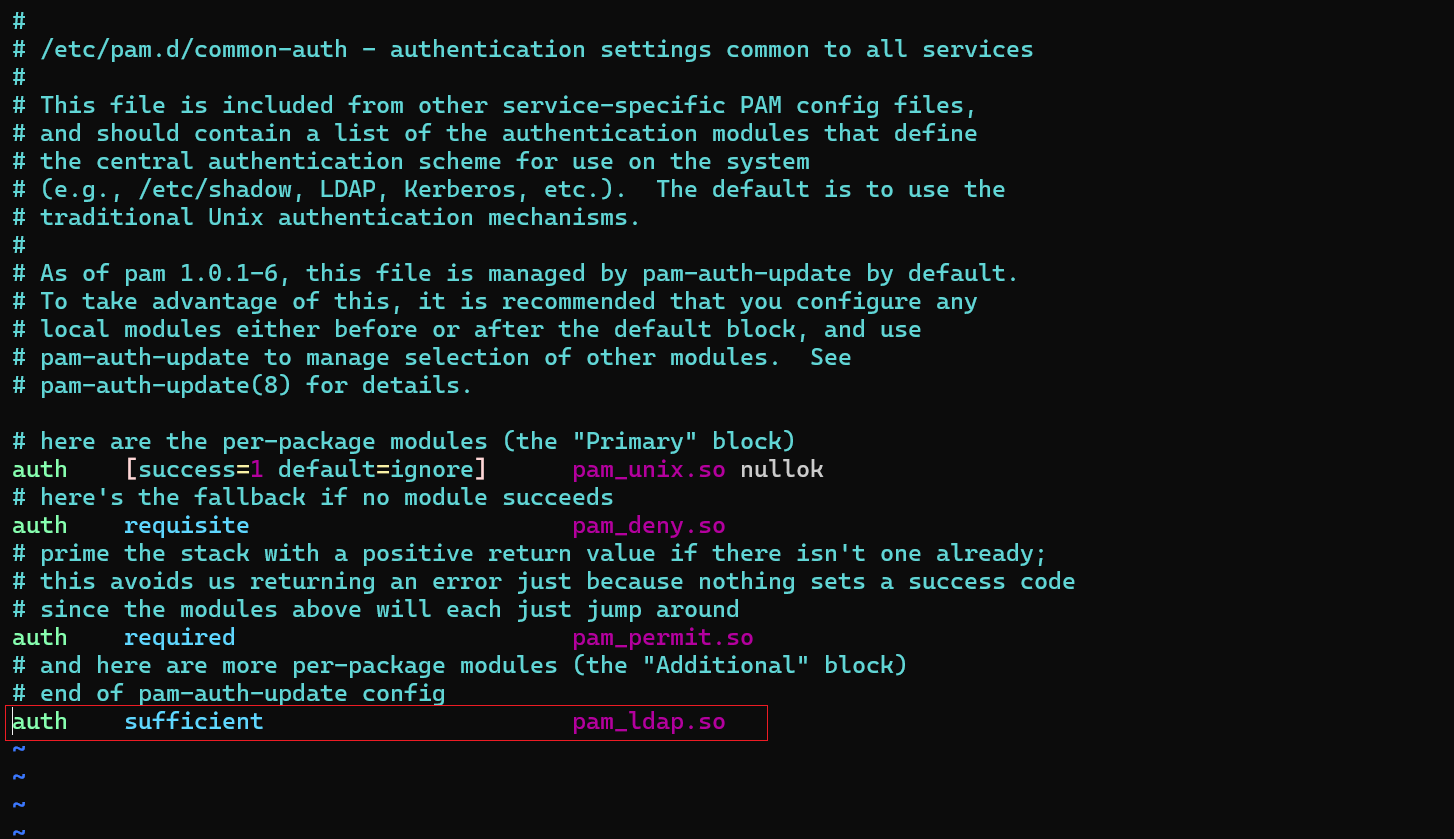 #
# /etc/pam.d/common-auth - authentication settings common to all services
#
# This file is included from other service-specific PAM config files,
# and should contain a list of the authentication modules that define
# the central authentication scheme for use on the system
# (e.g., /etc/shadow, LDAP, Kerberos, etc.).  The default is to use the
# traditional Unix authentication mechanisms.
#
# As of pam 1.0.1-6, this file is managed by pam-auth-update by default.
# To take advantage of this, it is recommended that you configure any
# local modules either before or after the default block, and use
# pam-auth-update to manage selection of other modules.  See
# pam-auth-update(8) for details.

# here are the per-package modules (the "Primary" block)
auth    [success=1 default=ignore]      pam_unix.so nullok
# here's the fallback if no module succeeds
auth    requisite                       pam_deny.so
# prime the stack with a positive return value if there isn't one already;
# this avoids us returning an error just because nothing sets a success code
# since the modules above will each just jump around
auth    required                        pam_permit.so
# and here are more per-package modules (the "Additional" block)
# end of pam-auth-update config
auth    sufficient                      pam_ldap.so
~
~
~
~